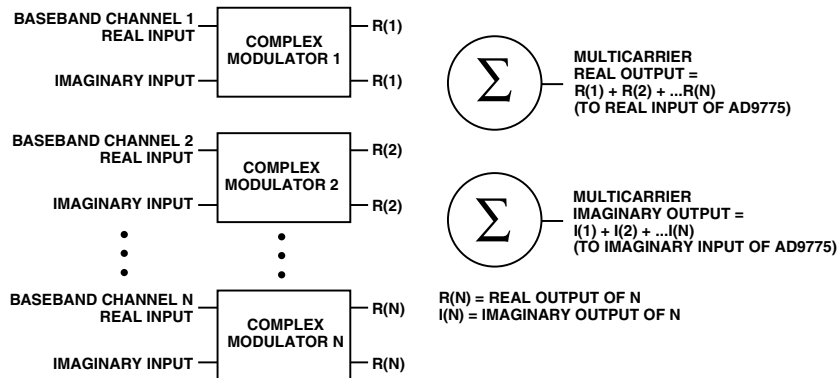 BASEBAND CHANNEL 1
REAL INPUT
IMAGINARY INPUT
COMPLEX
MODULATOR 1
R(1)
R(1)
BASEBAND CHANNEL 2
REAL INPUT
IMAGINARY INPUT
COMPLEX
MODULATOR 2
R(2)
R(2)
BASEBAND CHANNEL N
REAL INPUT
IMAGINARY INPUT
COMPLEX
MODULATOR N
R(N)
R(N)
Σ
MULTICARRIER
REAL OUTPUT =
R(1) + R(2) + ...R(N)
(TO REAL INPUT OF AD9775)
Σ
MULTICARRIER
IMAGINARY OUTPUT =
I(1) + I(2) + ...I(N)
(TO IMAGINARY INPUT OF AD9775)
R(N) = REAL OUTPUT OF N
I(N) = IMAGINARY OUTPUT OF N